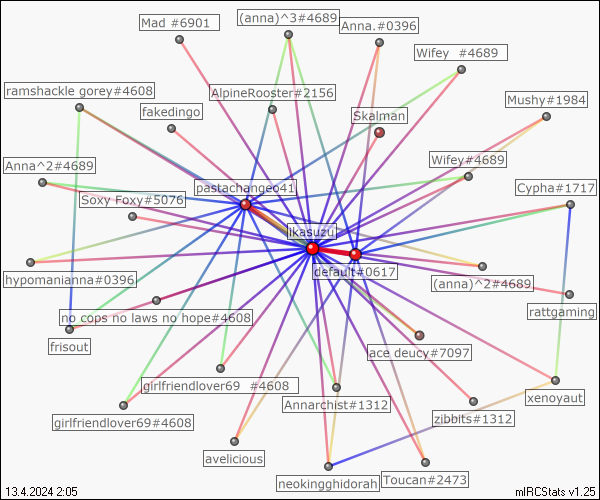 Mad #6901
(anna)^3#4689
Anna.#0396
Wifey  #4689
ramshackle gorey#4608
AlpineRooster#2156
Mushy#1984
fakedingo
Skalman
Anna^2#4689
Wifey#4689
pastachangeo41
Cypha#1717
Soxy Foxy#5076
ikasuzu
default#0617
hypomanianna#0396
(anna)^2#4689
rattgaming
no cops no laws no hope#4608
frisout
ace deucy#7097
girlfriendlover69  #4608
Annarchist#1312
xenoyaut
girlfriendlover69#4608
zibbits#1312
avelicious
neokingghidorah
Toucan#2473
13.4.2024 2:05
mIRCStats v1.25